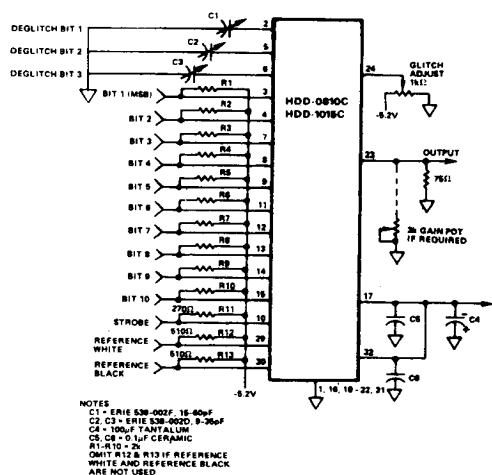 DEGLITCH BIT 1
C1
2
DEGLITCH BIT 2
C2
5
DEGLITCH BIT 3
C3
6
BIT 1 (MSB)
R1
3
BIT 2
R2
4
BIT 3
R3
7
BIT 4
R4
8
BIT 5
R5
9
BIT 6
R6
11
BIT 7
R7
12
BIT 8
R8
13
BIT 9
R9
14
BIT 10
R10
15
STROBE
270Ω
R11
10
REFERENCE
WHITE
510Ω
R12
29
REFERENCE
BLACK
510Ω
R13
30
-5.2V
HDD-0810C
HDD-1015C
24
GLITCH
ADJUST
1kΩ
-5.2V
23
OUTPUT
75Ω
2k GAIN POT
IF REQUIRED
17
C5
C4
32
C6
1, 16, 18 - 22, 31
NOTES
C1 = ERIE 538-002F, 15-60pF
C2, C3 = ERIE 538-002D, 9-35pF
C4 = 100μF TANTALUM
C5, C6 = 0.1μF CERAMIC
R1-R10 = 2k
OMIT R12 & R13 IF REFERENCE
WHITE AND REFERENCE BLACK
ARE NOT USED